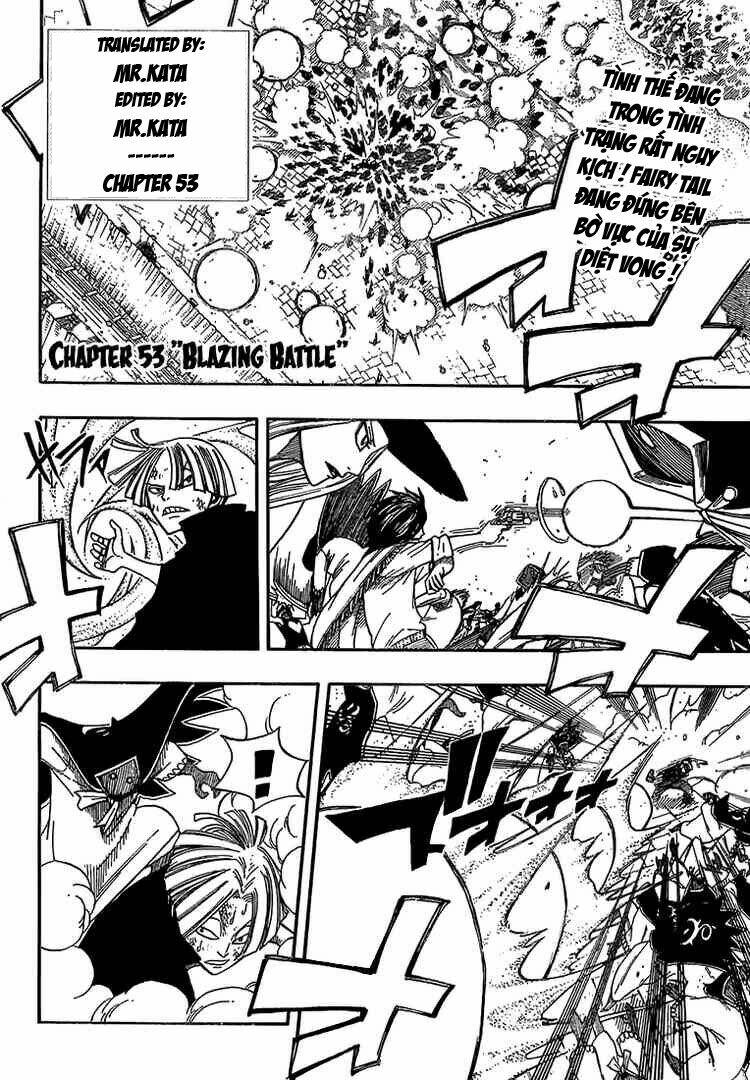 TRANSLATED BY:
MR.KATA
EDITED BY:
MR.KATA
------
CHAPTER 53
TÌNH THẾ ĐANG
TRONG TÌNH
TRẠNG RẤT NGUY
KỊCH ! FAIRY TAIL
ĐANG ĐỨNG BÊN
BỜ VỰC CỦA SỰ
DIỆT VONG !
CHAPTER 53 "BLAZING BATTLE"